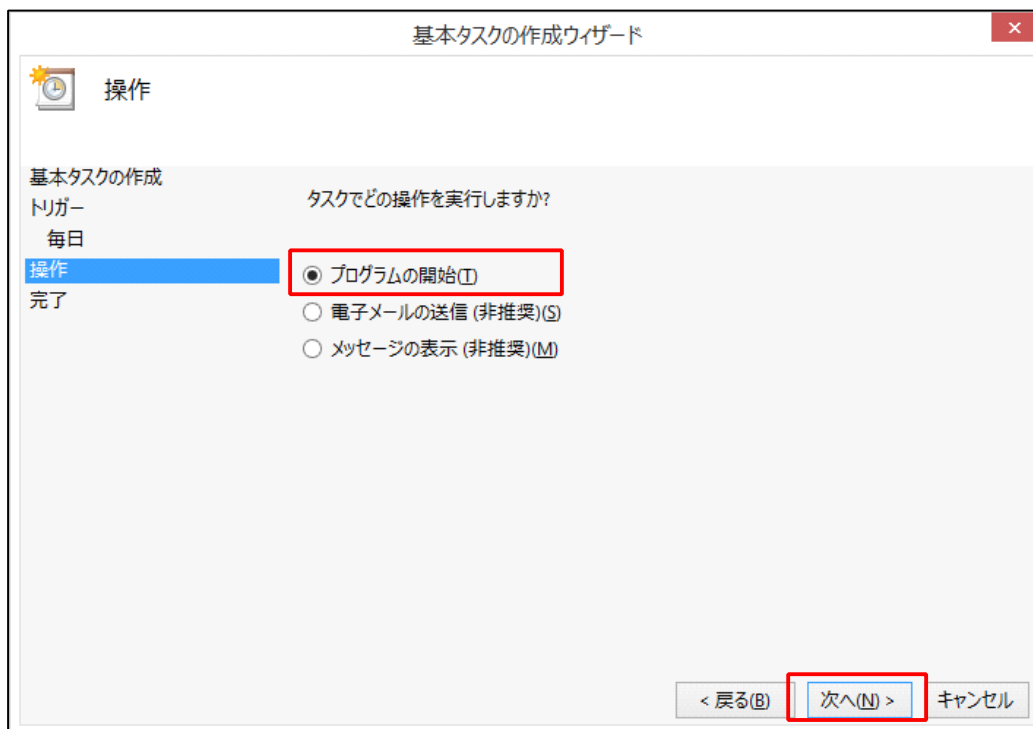 基本タスクの作成ウィザード
操作
基本タスクの作成
トリガー
毎日
操作
完了
タスクでどの操作を実行しますか?
プログラムの開始(T)
電子メールの送信 (非推奨)(S)
メッセージの表示 (非推奨)(M)
< 戻る(B)
次へ(N) >
キャンセル